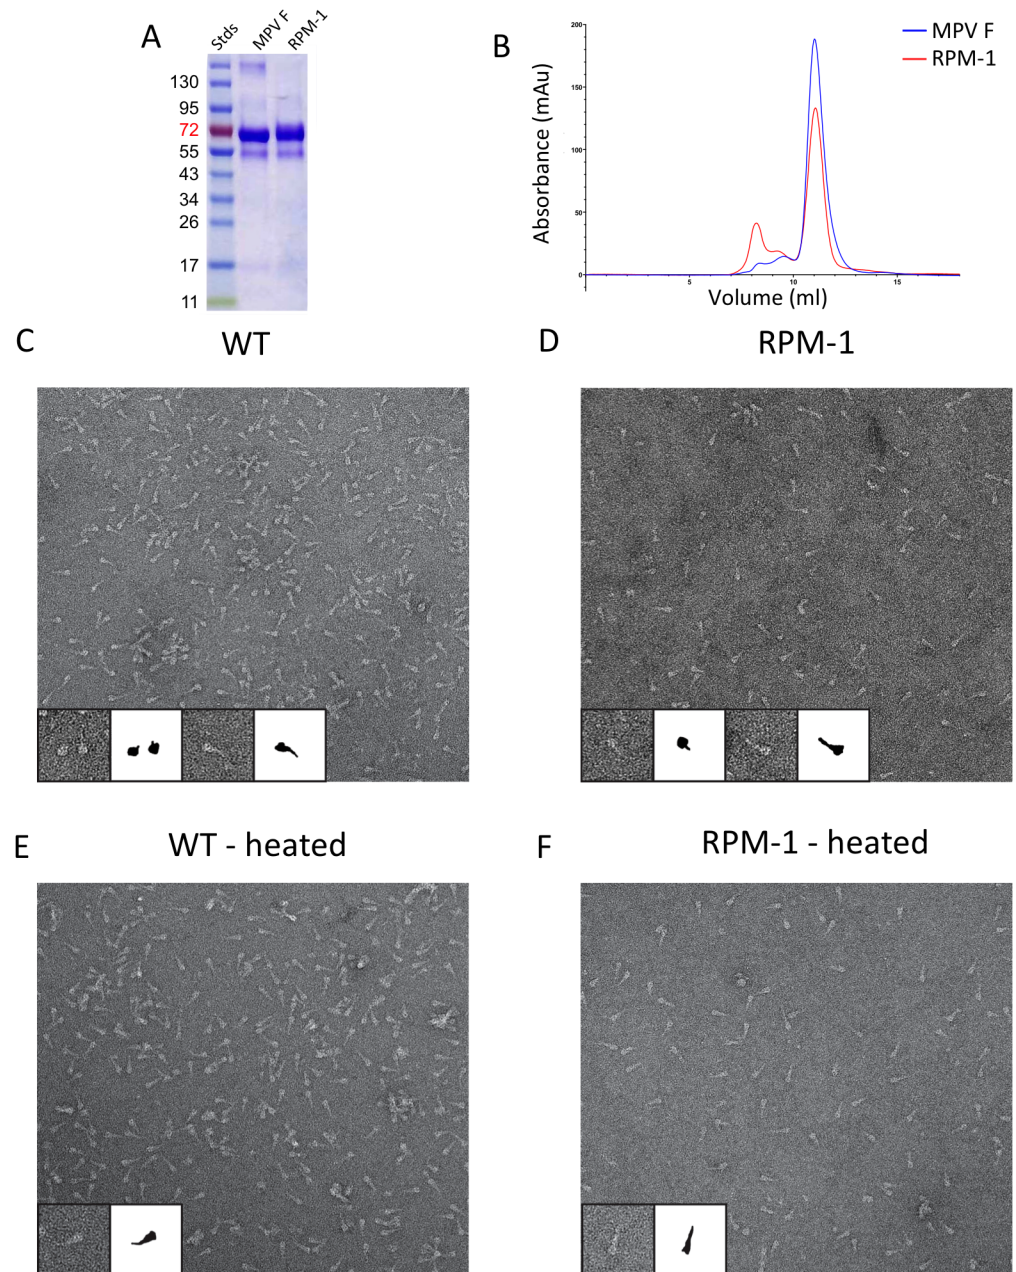 A
Stds
MPV F
RPM-1
130
95
72
55
43
34
26
17
11
B
MPV F
RPM-1
Absorbance (mAu)
200
150
100
50
0
5
10
15
Volume (ml)
C
WT
D
RPM-1
E
WT - heated
F
RPM-1 - heated